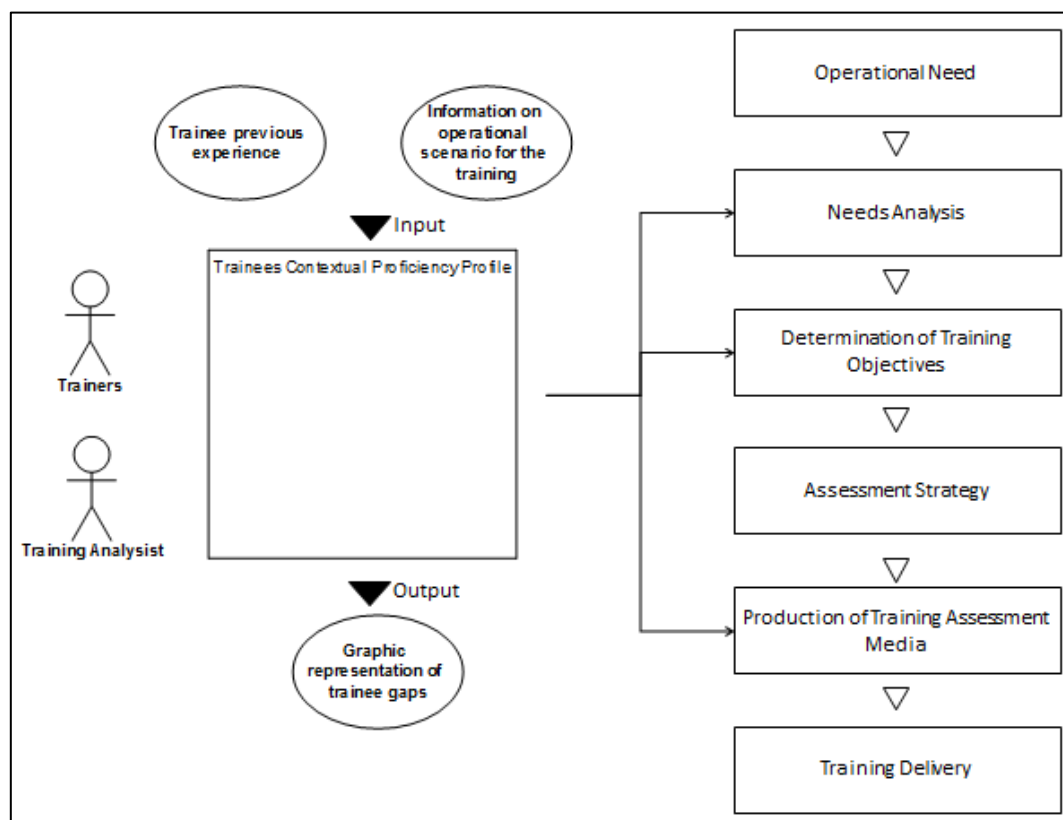 Trainee previous
experience
Information on
operational
scenario for the
training
Input
Trainees Contextual Proficiency Profile
Trainers
Training Analysist
Output
Graphic
representation of
trainee gaps
Operational Need
Needs Analysis
Determination of Training
Objectives
Assessment Strategy
Production of Training Assessment
Media
Training Delivery